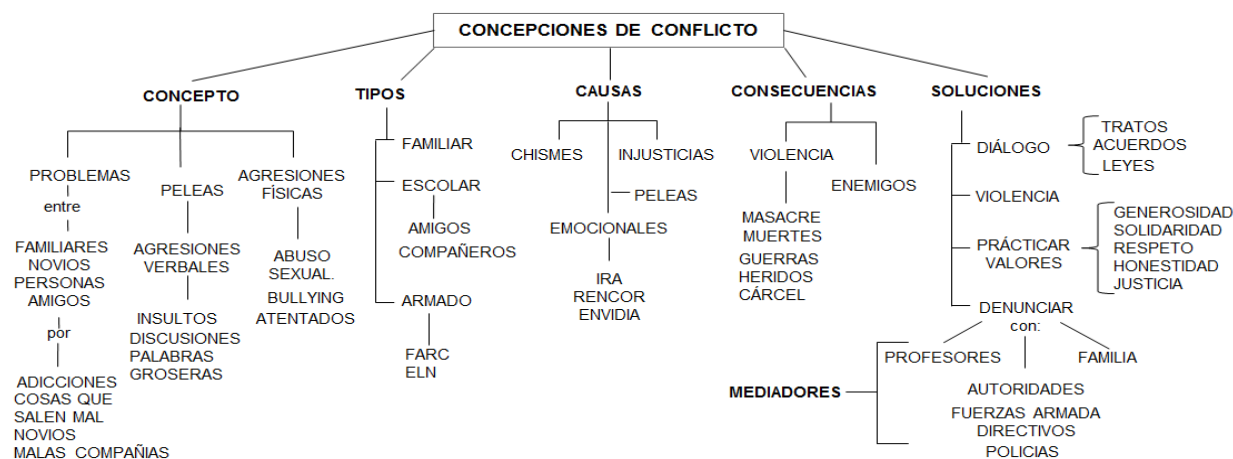 CONCEPCIONES DE CONFLICTO
CONCEPTO
PROBLEMAS
entre
FAMILIARES
NOVIOS
PERSONAS
AMIGOS
por
ADICCIONES
COSAS QUE
SALEN MAL
NOVIOS
MALAS COMPAÑIAS
PELEAS
AGRESIONES
VERBALES
INSULTOS
DISCUSIONES
PALABRAS
GROSERAS
AGRESIONES
FÍSICAS
ABUSO
SEXUAL.
BULLYING
ATENTADOS
TIPOS
FAMILIAR
ESCOLAR
AMIGOS
COMPAÑEROS
ARMADO
FARC
ELN
CAUSAS
CHISMES
INJUSTICIAS
PELEAS
EMOCIONALES
IRA
RENCOR
ENVIDIA
CONSECUENCIAS
VIOLENCIA
MASACRE
MUERTES
GUERRAS
HERIDOS
CÁRCEL
ENEMIGOS
SOLUCIONES
DIÁLOGO
TRATOS
ACUERDOS
LEYES
VIOLENCIA
PRÁCTICAR
VALORES
GENEROSIDAD
SOLIDARIDAD
RESPETO
HONESTIDAD
JUSTICIA
DENUNCIAR
con:
MEDIADORES
PROFESORES
FAMILIA
AUTORIDADES
FUERZAS ARMADA
DIRECTIVOS
POLICIAS